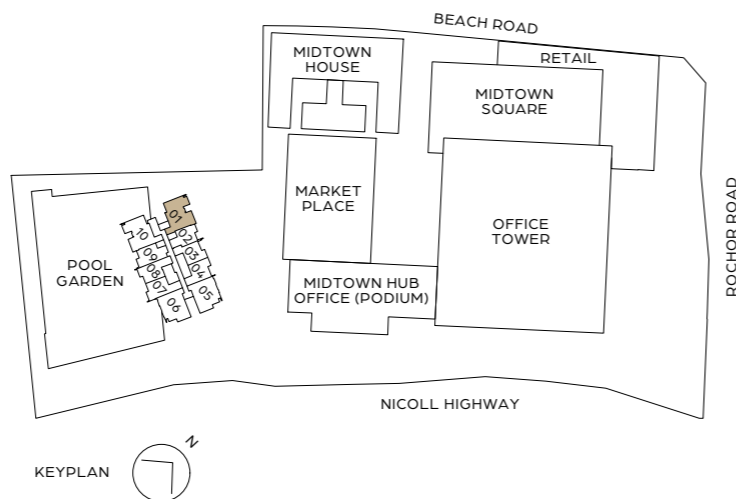 BEACH ROAD
MIDTOWN
HOUSE
RETAIL
MIDTOWN
SQUARE
ROCHOR ROAD
MARKET
PLACE
OFFICE
TOWER
01
02
03
04
05
10
09
08
07
06
POOL
GARDEN
MIDTOWN HUB
OFFICE (PODIUM)
NICOLL HIGHWAY
N
KEYPLAN